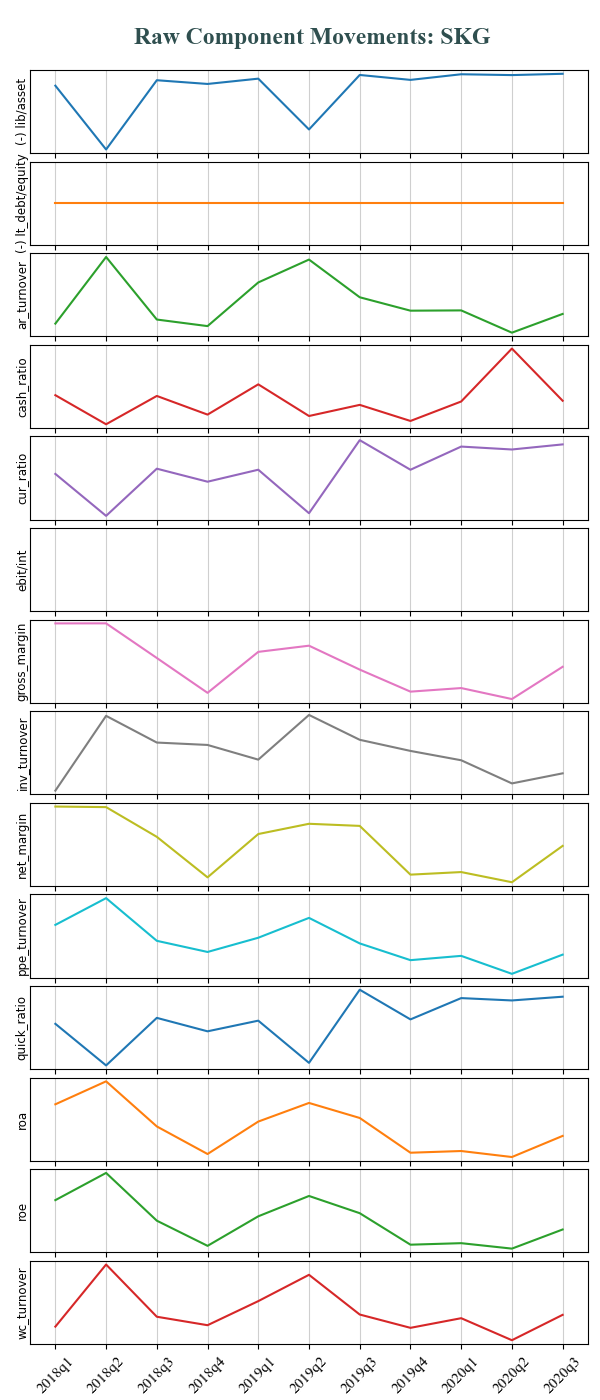 Raw Component Movements: SKG
(-) lib/asset
(-) lt_debt/equity
ar_turnover
cash_ratio
cur_ratio
ebit/int
gross_margin
inv_turnover
net_margin
ppe_turnover
quick_ratio
roa
roe
wc_turnover
2018q1 2018q2 2018q3 2018q4 2019q1 2019q2 2019q3 2019q4 2020q1 2020q2 2020q3